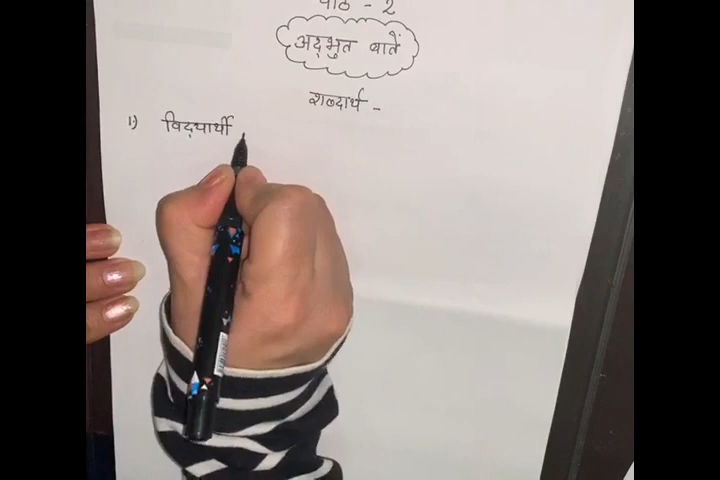 पाठ - 2
अद्‌भुत बातें
शब्दार्थ -
1.) विद्‌यार्थी